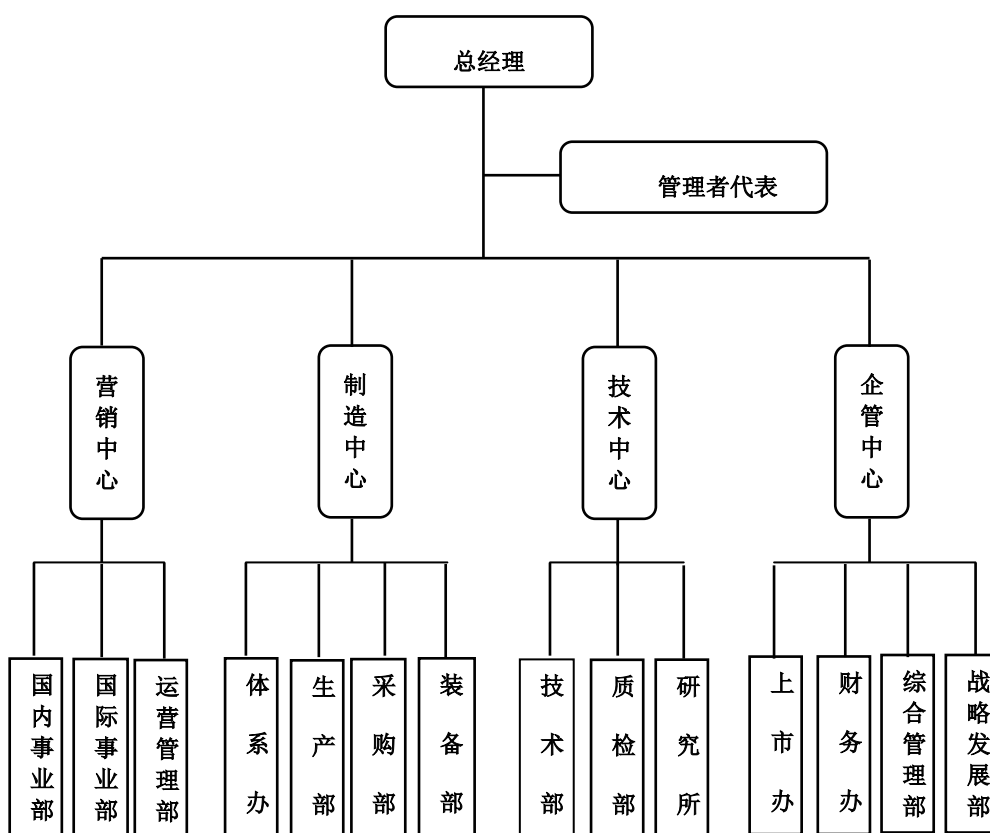 总经理
管理者代表
营销中心
制造中心
技术中心
企管中心
国内事业部
国际事业部
运营管理部
体系办
生产部
采购部
装备部
技术部
质检部
研究所
上市办
财务办
综合管理部
战略发展部